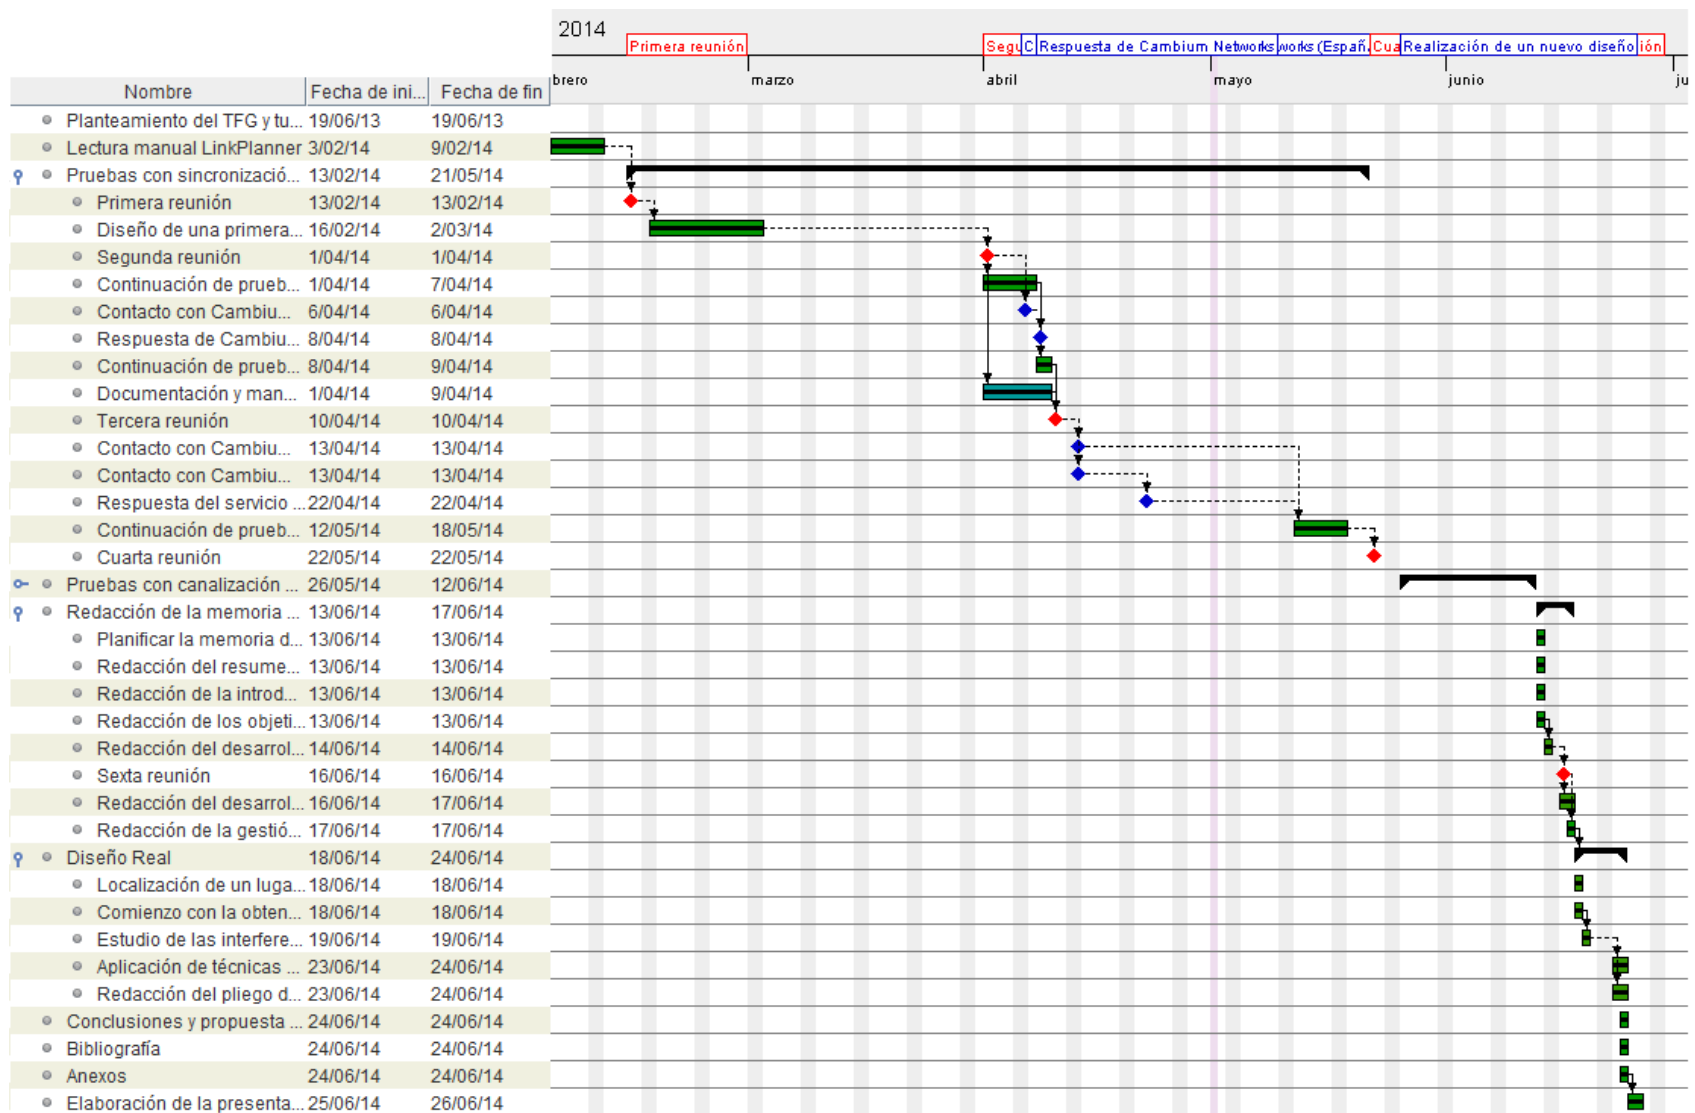 2014
Primera reunión
Segu C Respuesta de Cambium Networks works (Españ. Cua Realización de un nuevo diseño ión
brero marzo abril mayo junio ju
Nombre Fecha de ini... Fecha de fin
Planteamiento del TFG y tu... 19/06/13 19/06/13
Lectura manual LinkPlanner 3/02/14 9/02/14
Pruebas con sincronizació... 13/02/14 21/05/14
Primera reunión 13/02/14 13/02/14
Diseño de una primera... 16/02/14 2/03/14
Segunda reunión 1/04/14 1/04/14
Continuación de prueb... 1/04/14 7/04/14
Contacto con Cambiu... 6/04/14 6/04/14
Respuesta de Cambiu... 8/04/14 8/04/14
Continuación de prueb... 8/04/14 9/04/14
Documentación y man... 1/04/14 9/04/14
Tercera reunión 10/04/14 10/04/14
Contacto con Cambiu... 13/04/14 13/04/14
Contacto con Cambiu... 13/04/14 13/04/14
Respuesta del servicio ... 22/04/14 22/04/14
Continuación de prueb... 12/05/14 18/05/14
Cuarta reunión 22/05/14 22/05/14
Pruebas con canalización ... 26/05/14 12/06/14
Redacción de la memoria ... 13/06/14 17/06/14
Planificar la memoria d... 13/06/14 13/06/14
Redacción del resume... 13/06/14 13/06/14
Redacción de la introd... 13/06/14 13/06/14
Redacción de los objeti... 13/06/14 13/06/14
Redacción del desarrol... 14/06/14 14/06/14
Sexta reunión 16/06/14 16/06/14
Redacción del desarrol... 16/06/14 17/06/14
Redacción de la gestió... 17/06/14 17/06/14
Diseño Real 18/06/14 24/06/14
Localización de un luga... 18/06/14 18/06/14
Comienzo con la obten... 18/06/14 18/06/14
Estudio de las interfere... 19/06/14 19/06/14
Aplicación de técnicas ... 23/06/14 24/06/14
Redacción del pliego d... 23/06/14 24/06/14
Conclusiones y propuesta ... 24/06/14 24/06/14
Bibliografía 24/06/14 24/06/14
Anexos 24/06/14 24/06/14
Elaboración de la presenta... 25/06/14 26/06/14